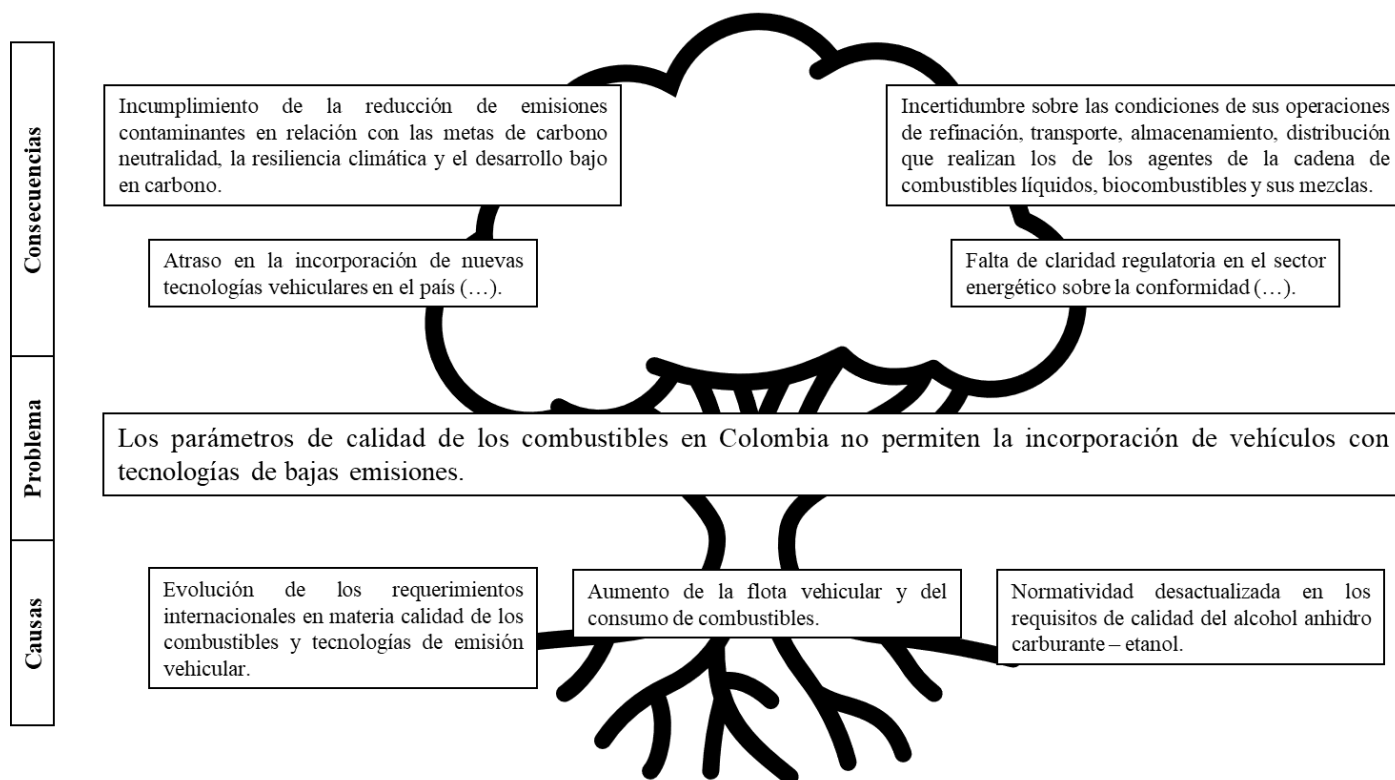 Consecuencias
Incumplimiento de la reducción de emisiones
contaminantes en relación con las metas de carbono
neutralidad, la resiliencia climática y el desarrollo bajo
en carbono.
Incertidumbre sobre las condiciones de sus operaciones
de refinación, transporte, almacenamiento, distribución
que realizan los de los agentes de la cadena de
combustibles líquidos, biocombustibles y sus mezclas.
Atraso en la incorporación de nuevas
tecnologías vehiculares en el país (…).
Falta de claridad regulatoria en el sector
energético sobre la conformidad (…).
Problema
Los parámetros de calidad de los combustibles en Colombia no permiten la incorporación de vehículos con
tecnologías de bajas emisiones.
Causas
Evolución de los requerimientos
internacionales en materia calidad de los
combustibles y tecnologías de emisión
vehicular.
Aumento de la flota vehicular y del
consumo de combustibles.
Normatividad desactualizada en los
requisitos de calidad del alcohol anhidro
carburante – etanol.